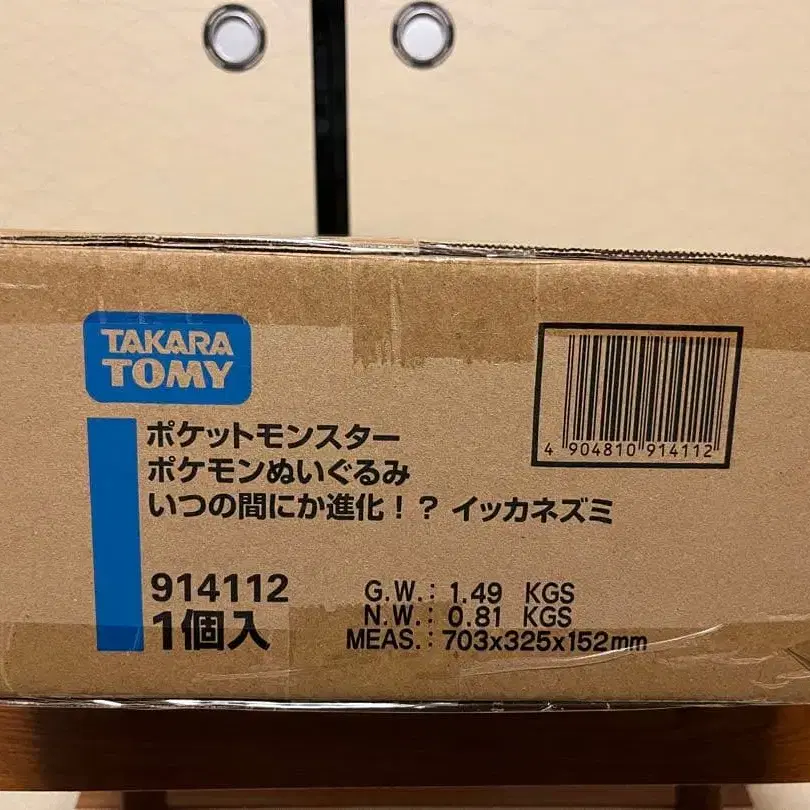 TAKARA
TOMY
ポケットモンスター
ポケモンぬいぐるみ
いつの間にか進化!? イッカネズミ
4 904810 914112
914112
1個入
G.W.: 1.49 KGS
N.W.: 0.81 KGS
MEAS.: 703x325x152mm